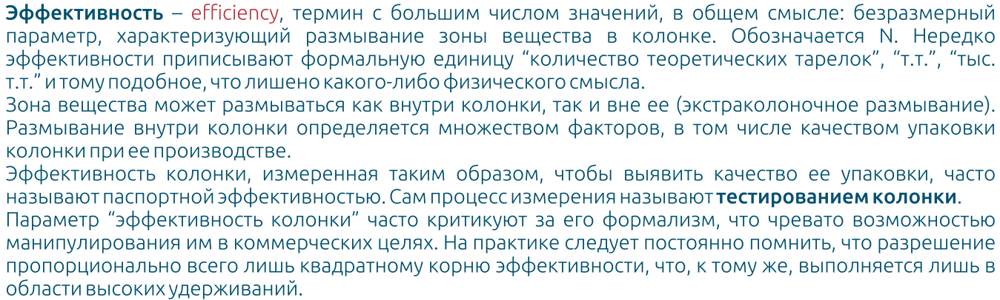 Эффективность – efficiency, термин с большим числом значений, в общем смысле: безразмерный
параметр, характеризующий размывание зоны вещества в колонке. Обозначается N. Нередко
эффективности приписывают формальную единицу “количество теоретических тарелок”, “т.т.”, “тыс.
т.т.” и тому подобное, что лишено какого-либо физического смысла.
Зона вещества может размываться как внутри колонки, так и вне ее (экстраколоночное размывание).
Размывание внутри колонки определяется множеством факторов, в том числе качеством упаковки
колонки при ее производстве.
Эффективность колонки, измеренная таким образом, чтобы выявить качество ее упаковки, часто
называют паспортной эффективностью. Сам процесс измерения называют тестированием колонки.
Параметр “эффективность колонки” часто критикуют за его формализм, что чревато возможностью
манипулирования им в коммерческих целях. На практике следует постоянно помнить, что разрешение
пропорционально всего лишь квадратному корню эффективности, что, к тому же, выполняется лишь в
области высоких удерживаний.